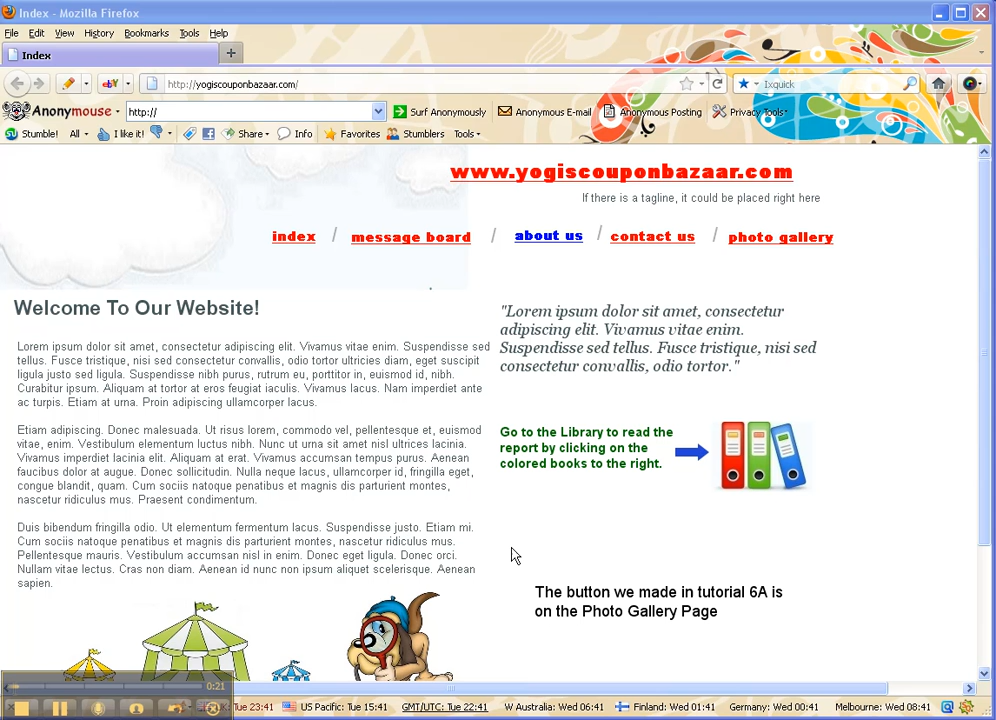 Index - Mozilla Firefox
File Edit View History Bookmarks Tools Help
Index
http://yogiscouponbazaar.com/
Ixquick
Anonymouse http:// Surf Anonymously Anonymous E-mail Anonymous Posting Privacy Tools
Stumble! All I like it! Share Info Favorites Stumblers Tools
www.yogiscouponbazaar.com
If there is a tagline, it could be placed right here
index / message board / about us / contact us / photo gallery
Welcome To Our Website!
Lorem ipsum dolor sit amet, consectetur adipiscing elit. Vivamus vitae enim. Suspendisse sed
tellus. Fusce tristique, nisi sed consectetur convallis, odio tortor ultricies diam, eget suscipit
ligula justo sed ligula. Suspendisse nibh purus, rutrum eu, porttitor in, euismod id, nibh.
Curabitur ipsum. Aliquam at tortor at eros feugiat iaculis. Vivamus lacus. Nam imperdiet ante
ac turpis. Etiam at urna. Proin adipiscing ullamcorper lacus.
Etiam adipiscing. Donec malesuada. Ut risus lorem, commodo vel, pellentesque et, euismod
vitae, enim. Vestibulum elementum luctus nibh. Nunc ut urna sit amet nisl ultrices lacinia.
Vivamus imperdiet lacinia elit. Aliquam at erat. Vivamus accumsan tempus purus. Aenean
faucibus dolor at augue. Donec sollicitudin. Nulla neque lacus, ullamcorper id, fringilla eget,
congue blandit, quam. Cum sociis natoque penatibus et magnis dis parturient montes,
nascetur ridiculus mus. Praesent condimentum.
Duis bibendum fringilla odio. Ut elementum fermentum lacus. Suspendisse justo. Etiam mi.
Cum sociis natoque penatibus et magnis dis parturient montes, nascetur ridiculus mus.
Pellentesque mauris. Vestibulum accumsan nisl in enim. Donec eget ligula. Donec orci.
Nullam vitae lectus. Cras non diam. Aenean id nunc non ipsum aliquet scelerisque. Aenean
sapien.
"Lorem ipsum dolor sit amet, consectetur
adipiscing elit. Vivamus vitae enim.
Suspendisse sed tellus. Fusce tristique, nisi sed
consectetur convallis, odio tortor."
Go to the Library to read the
report by clicking on the
colored books to the right.
The button we made in tutorial 6A is
on the Photo Gallery Page
0:21
Tue 23:41 US Pacific: Tue 15:41 GMT/UTC: Tue 22:41 W Australia: Wed 06:41 Finland: Wed 01:41 Germany: Wed 00:41 Melbourne: Wed 08:41